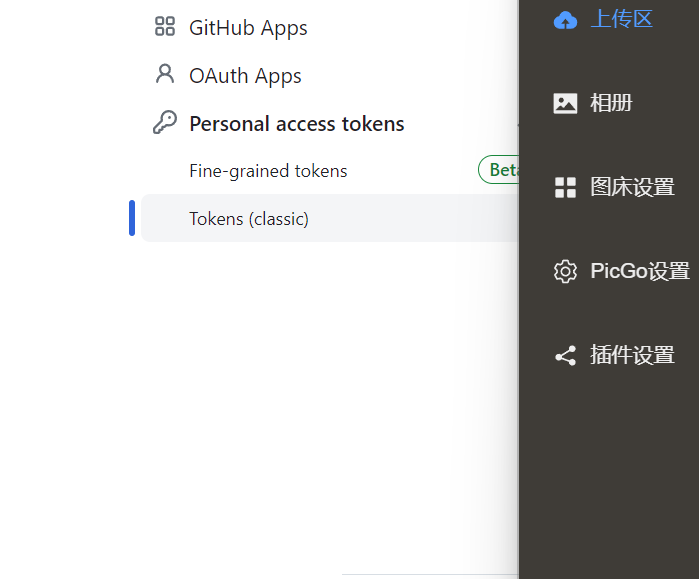 GitHub Apps
OAuth Apps
Personal access tokens
Fine-grained tokens
Beta
Tokens (classic)
上传区
相册
图床设置
PicGo设置
插件设置